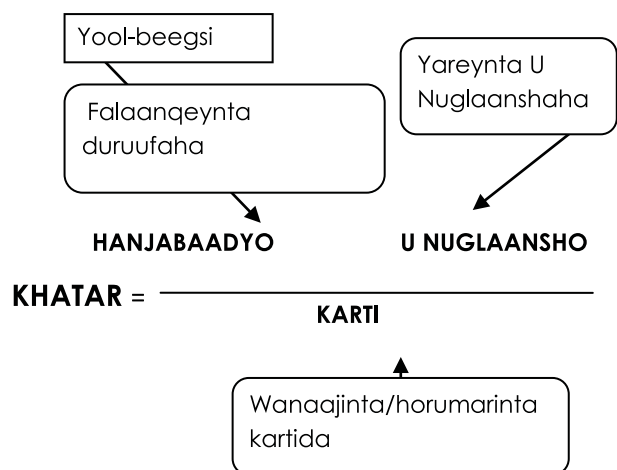 Yool-beegsi
Falaanqeynta
duruufaha
Yareynta U
Nuglaanshaha
HANJABAADYO U NUGLAANSHO
KHATAR =
KARTI
Wanaajinta/horumarinta
kartida